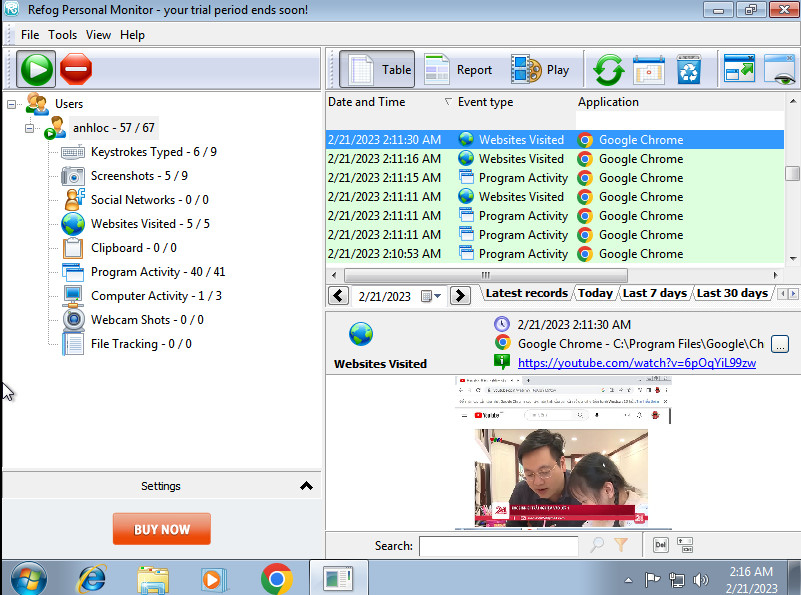 Refog Personal Monitor - your trial period ends soon!
File Tools View Help
Table Report Play
Users
anhloc - 57 / 67
Keystrokes Typed - 6 / 9
Screenshots - 5 / 9
Social Networks - 0 / 0
Websites Visited - 5 / 5
Clipboard - 0 / 0
Program Activity - 40 / 41
Computer Activity - 1 / 3
Webcam Shots - 0 / 0
File Tracking - 0 / 0
Settings
BUY NOW
Date and Time Event type Application
2/21/2023 2:11:30 AM Websites Visited Google Chrome
2/21/2023 2:11:16 AM Websites Visited Google Chrome
2/21/2023 2:11:15 AM Program Activity Google Chrome
2/21/2023 2:11:11 AM Websites Visited Google Chrome
2/21/2023 2:11:11 AM Program Activity Google Chrome
2/21/2023 2:11:11 AM Program Activity Google Chrome
2/21/2023 2:10:53 AM Program Activity Google Chrome
2/21/2023 Latest records Today Last 7 days Last 30 days
Websites Visited
2/21/2023 2:11:30 AM
Google Chrome - C:\Program Files\Google\Ch ...
https://youtube.com/watch?v=6pOqYiL99zw
YouTube
Search:
Del
2:16 AM
2/21/2023